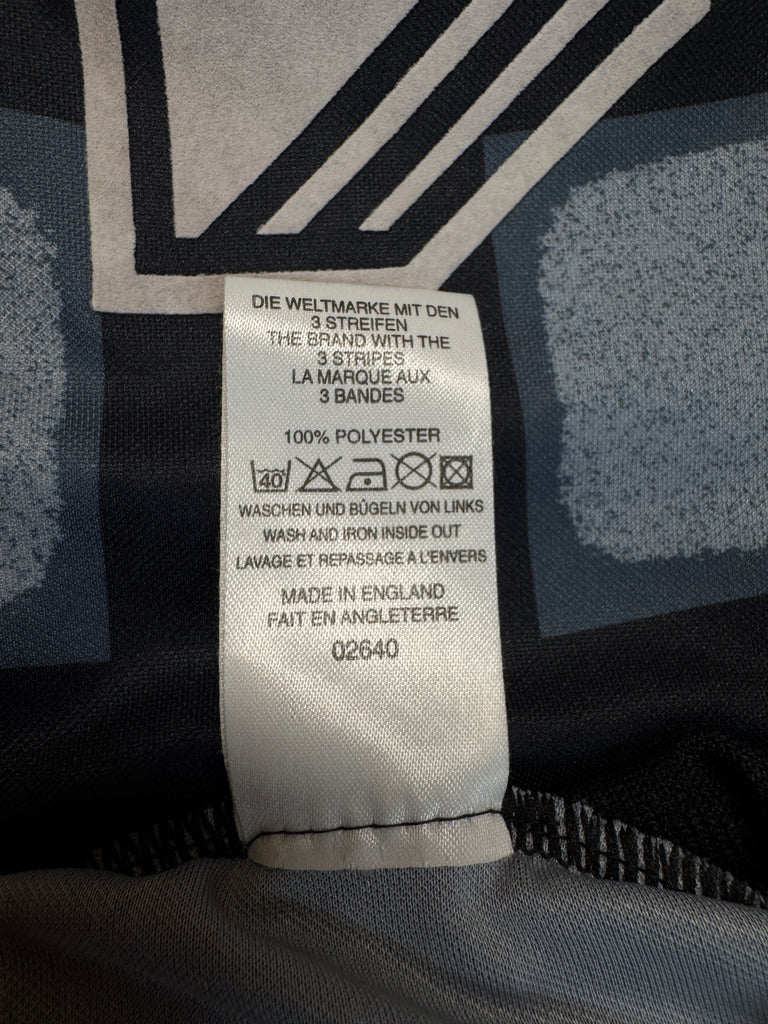 DIE WELTMARKE MIT DEN
3 STREIFEN
THE BRAND WITH THE
3 STRIPES
LA MARQUE AUX
3 BANDES
100% POLYESTER
40
WASCHEN UND BÜGELN VON LINKS
WASH AND IRON INSIDE OUT
LAVAGE ET REPASSAGE A L'ENVERS
MADE IN ENGLAND
FAIT EN ANGLETERRE
02640